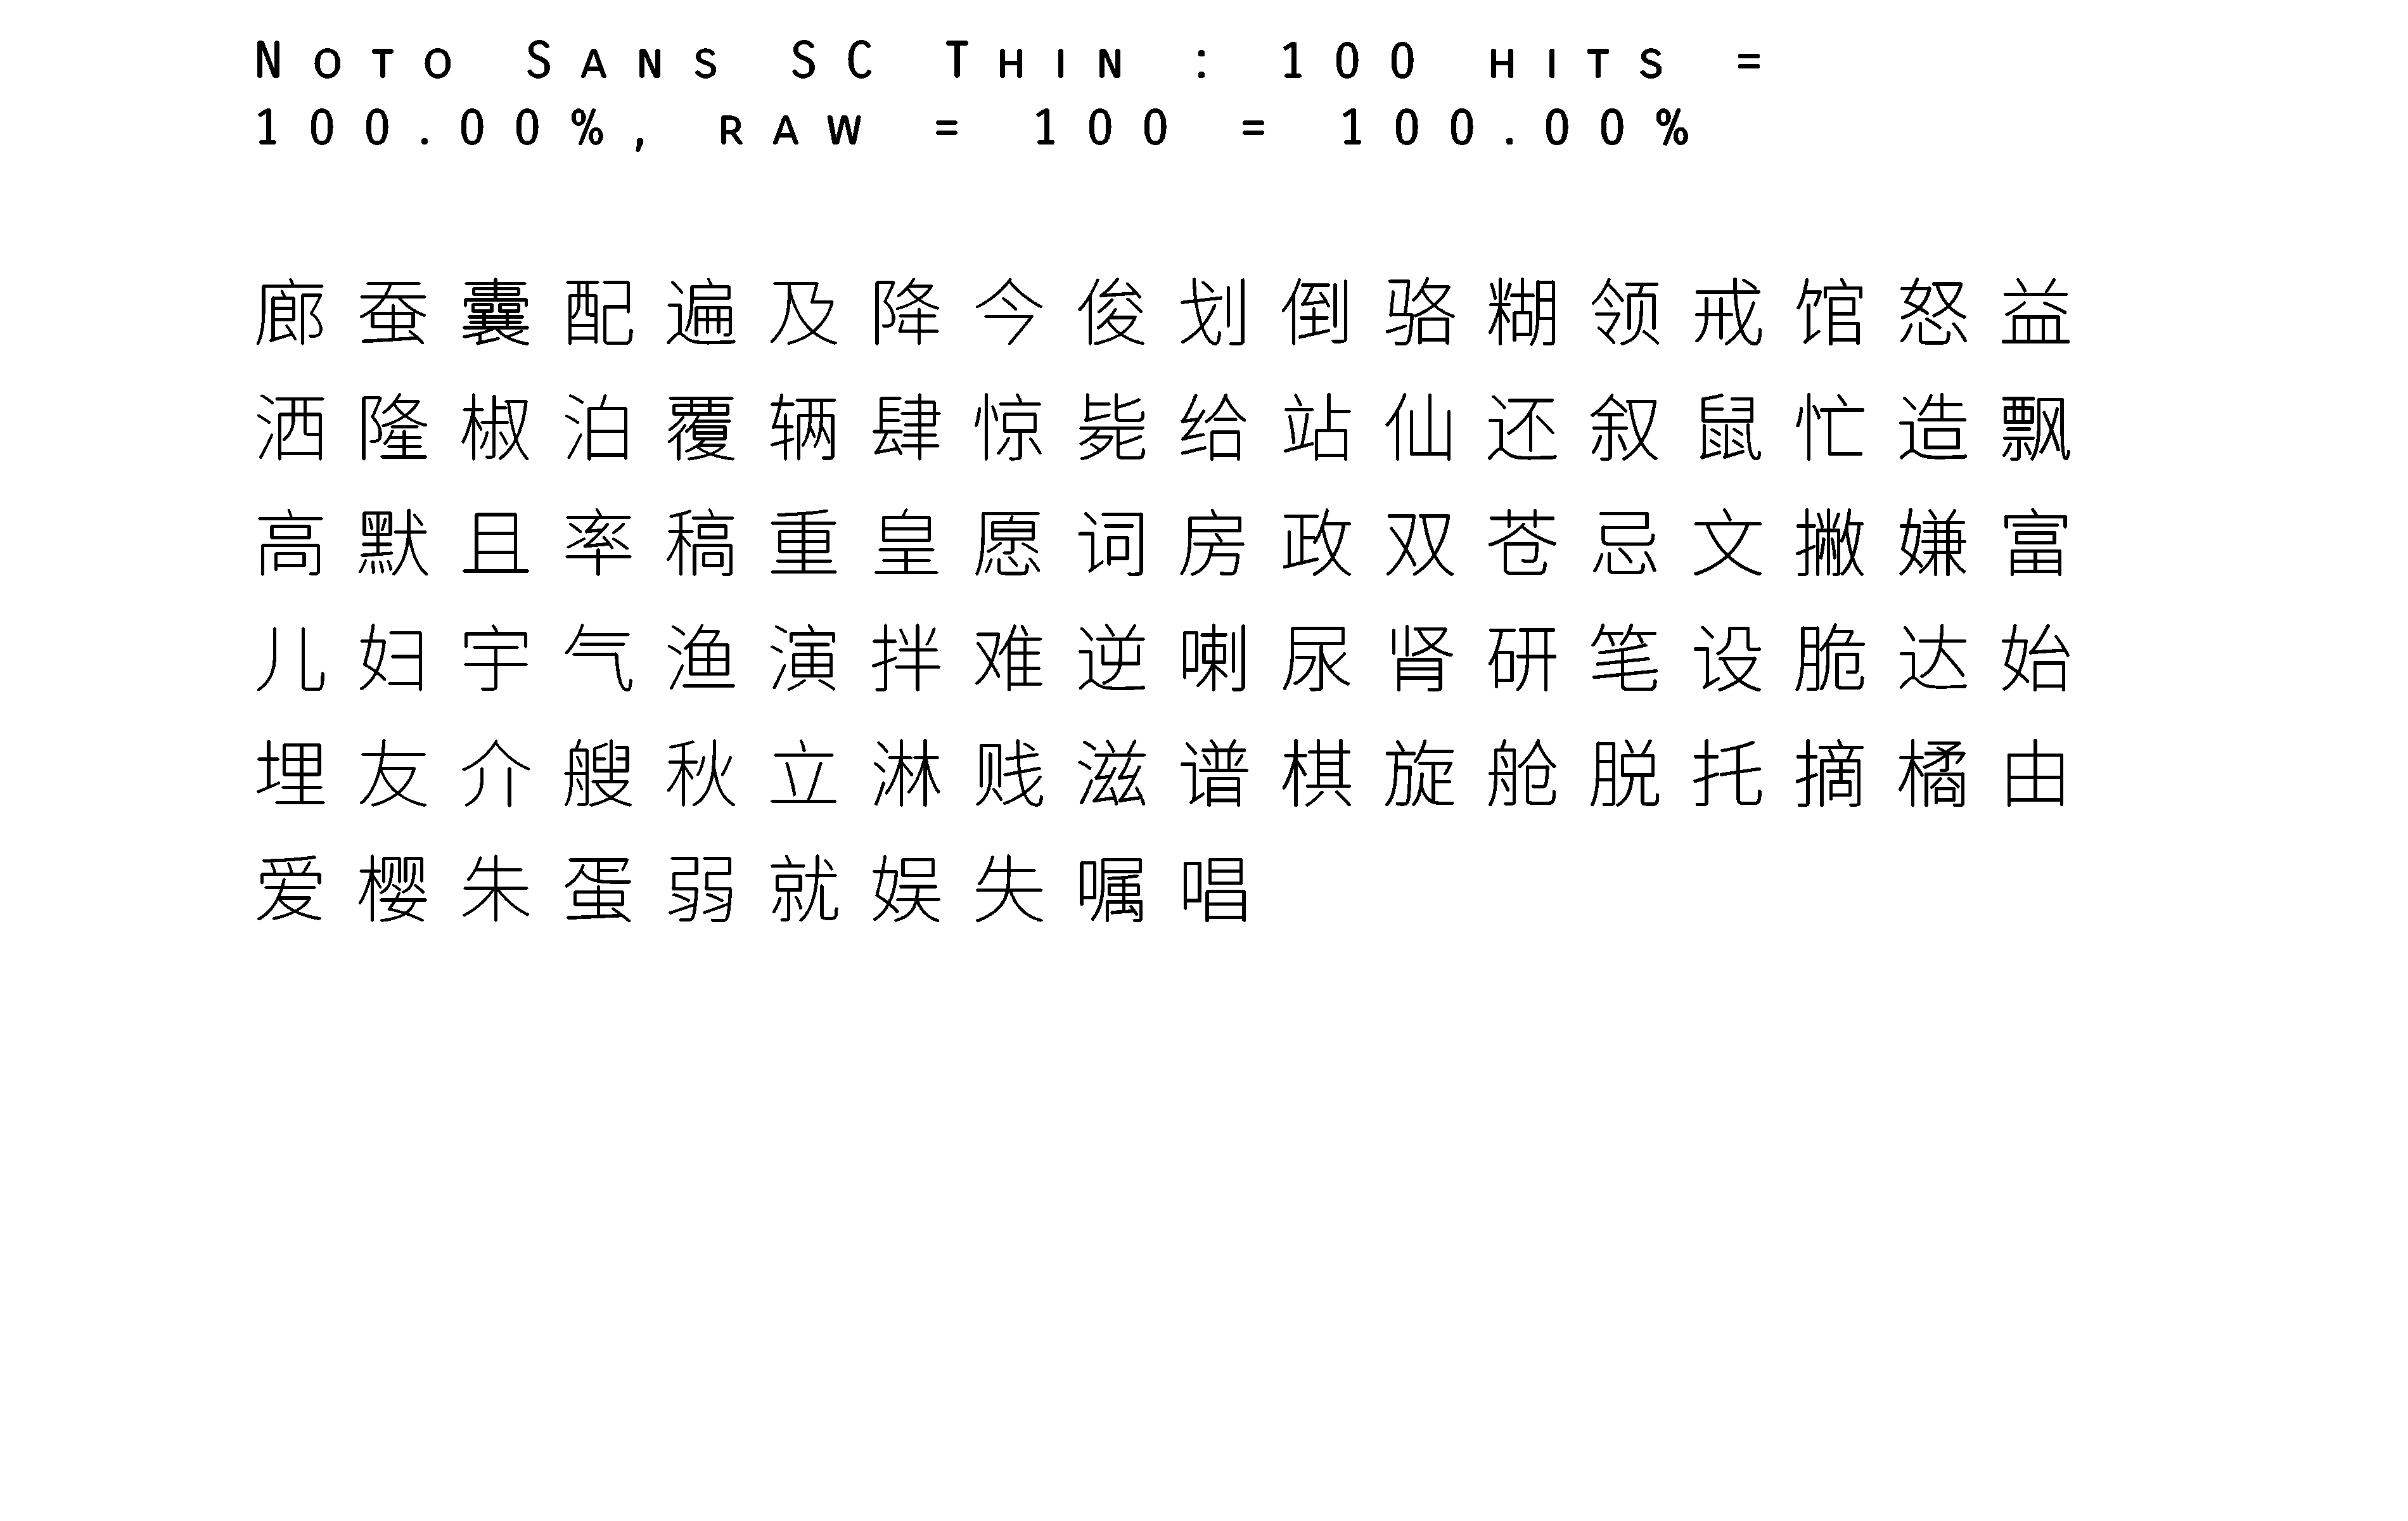 Noto Sans SC Thin : 100 hits =
100.00%, raw = 100 = 100.00%
廊蚕囊配遍及降今俊划倒骆糊领戒馆怒益
洒隆椒泊覆辆肆惊毙给站仙还叙鼠忙造飘
高默且率稿重皇愿词房政双苍忌文撇嫌富
儿妇宇气渔演拌难逆喇尿肾研笔设脆达始
埋友介艘秋立淋贱滋谱棋旋舱脱托摘橘由
爱樱朱蛋弱就娱失嘱唱